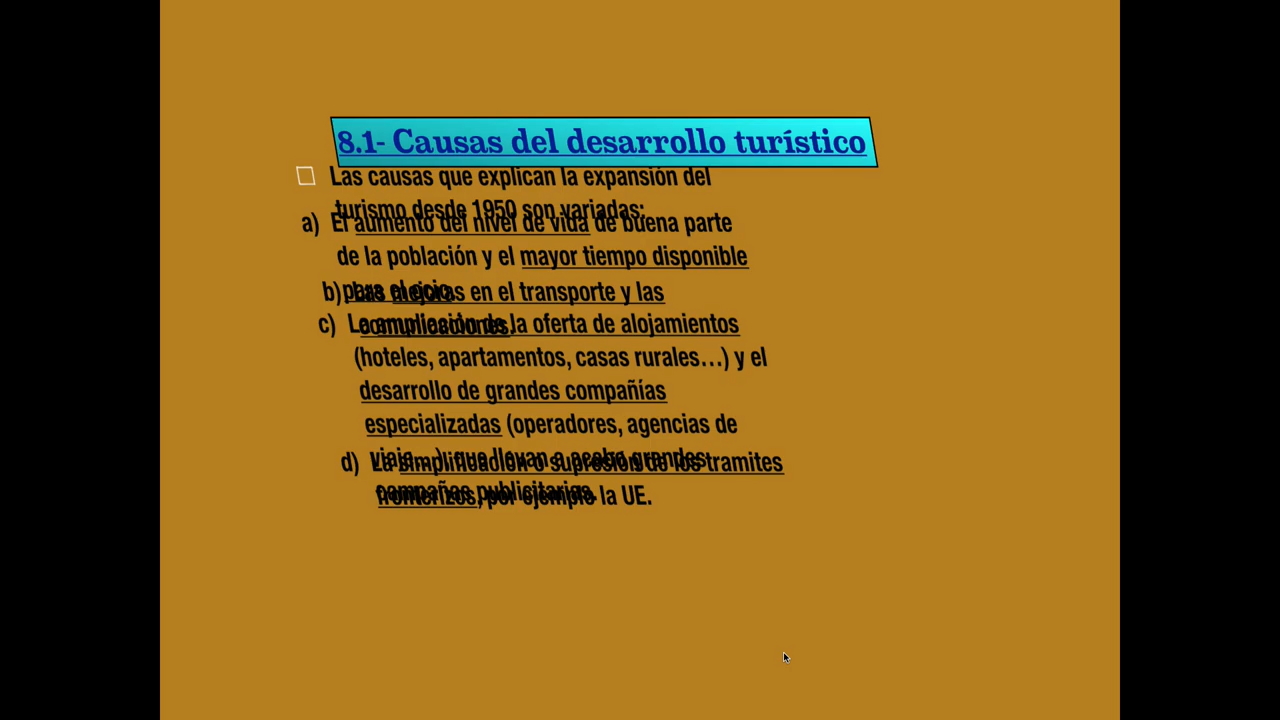 8.1- Causas del desarrollo turístico
Las causas que explican la expansión del
turismo desde 1950 son variadas:
a) El aumento del nivel de vida de buena parte
de la población y el mayor tiempo disponible
para el ocio.
b) Las mejoras en el transporte y las
comunicaciones.
c) La ampliación de la oferta de alojamientos
(hoteles, apartamentos, casas rurales…) y el
desarrollo de grandes compañías
especializadas (operadores, agencias de
viaje…) que llevan a acabo grandes
campañas publicitarias.
d) La simplificación o supresión de los tramites
fronterizos, por ejemplo la UE.